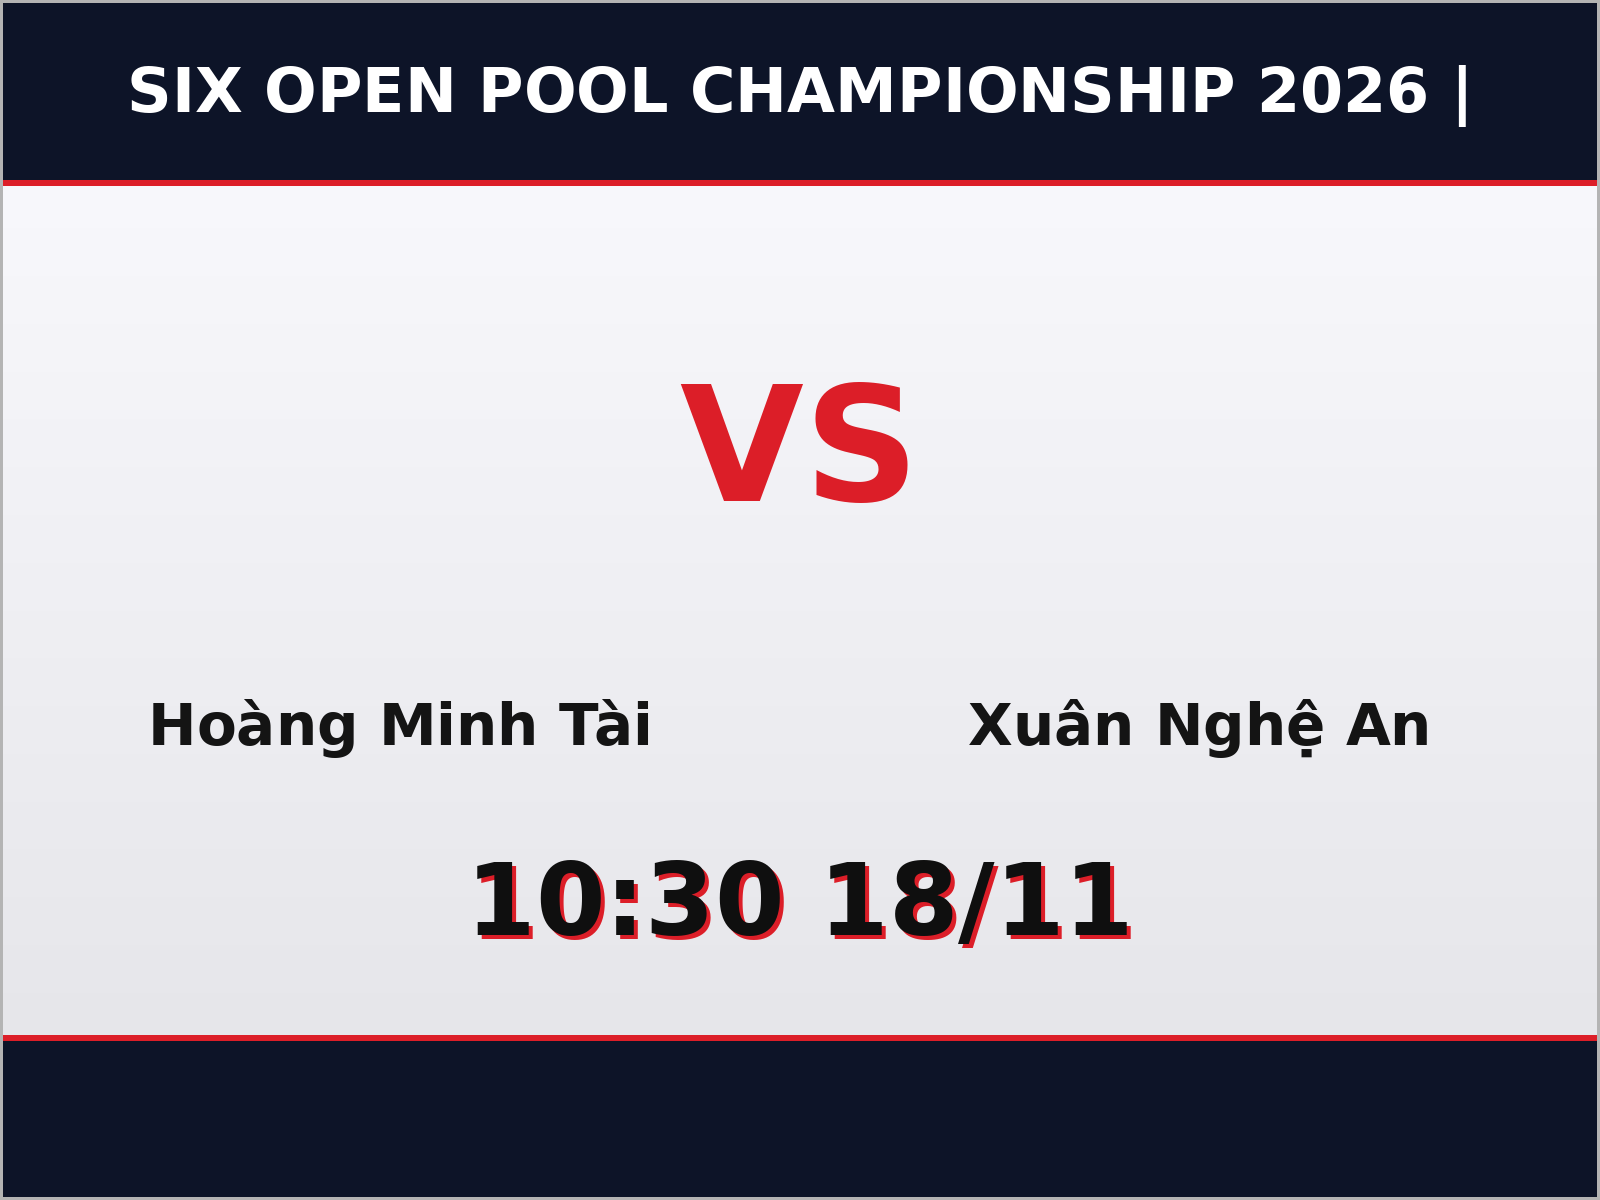 SIX OPEN POOL CHAMPIONSHIP 2026 |
VS
Hoàng Minh Tài
Xuân Nghệ An
10:30 18/11